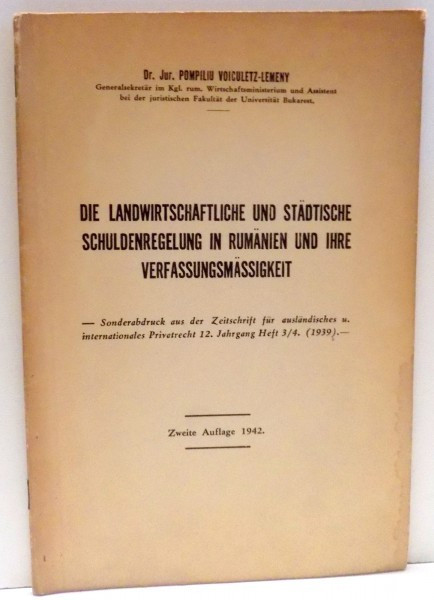 Dr. Jur. POMPILIU VOICULETZ-LEMENY
Generalsekretär im Kgl. rum. Wirtschaftsministerium und Assistent
bei der juristischen Fakultät der Universität Bukarest.
DIE LANDWIRTSCHAFTLICHE UND STÄDTISCHE
SCHULDENREGELUNG IN RUMÄNIEN UND IHRE
VERFASSUNGSMÄSSIGKEIT
— Sonderabdruck aus der Zeitschrift für ausländisches u.
internationales Privatrecht 12. Jahrgang Heft 3/4. (1939).—
Zweite Auflage 1942.